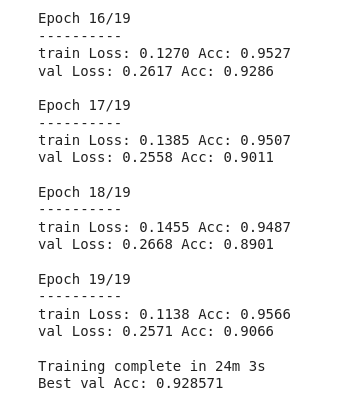 Epoch 16/19
----------
train Loss: 0.1270 Acc: 0.9527
val Loss: 0.2617 Acc: 0.9286

Epoch 17/19
----------
train Loss: 0.1385 Acc: 0.9507
val Loss: 0.2558 Acc: 0.9011

Epoch 18/19
----------
train Loss: 0.1455 Acc: 0.9487
val Loss: 0.2668 Acc: 0.8901

Epoch 19/19
----------
train Loss: 0.1138 Acc: 0.9566
val Loss: 0.2571 Acc: 0.9066

Training complete in 24m 3s
Best val Acc: 0.928571